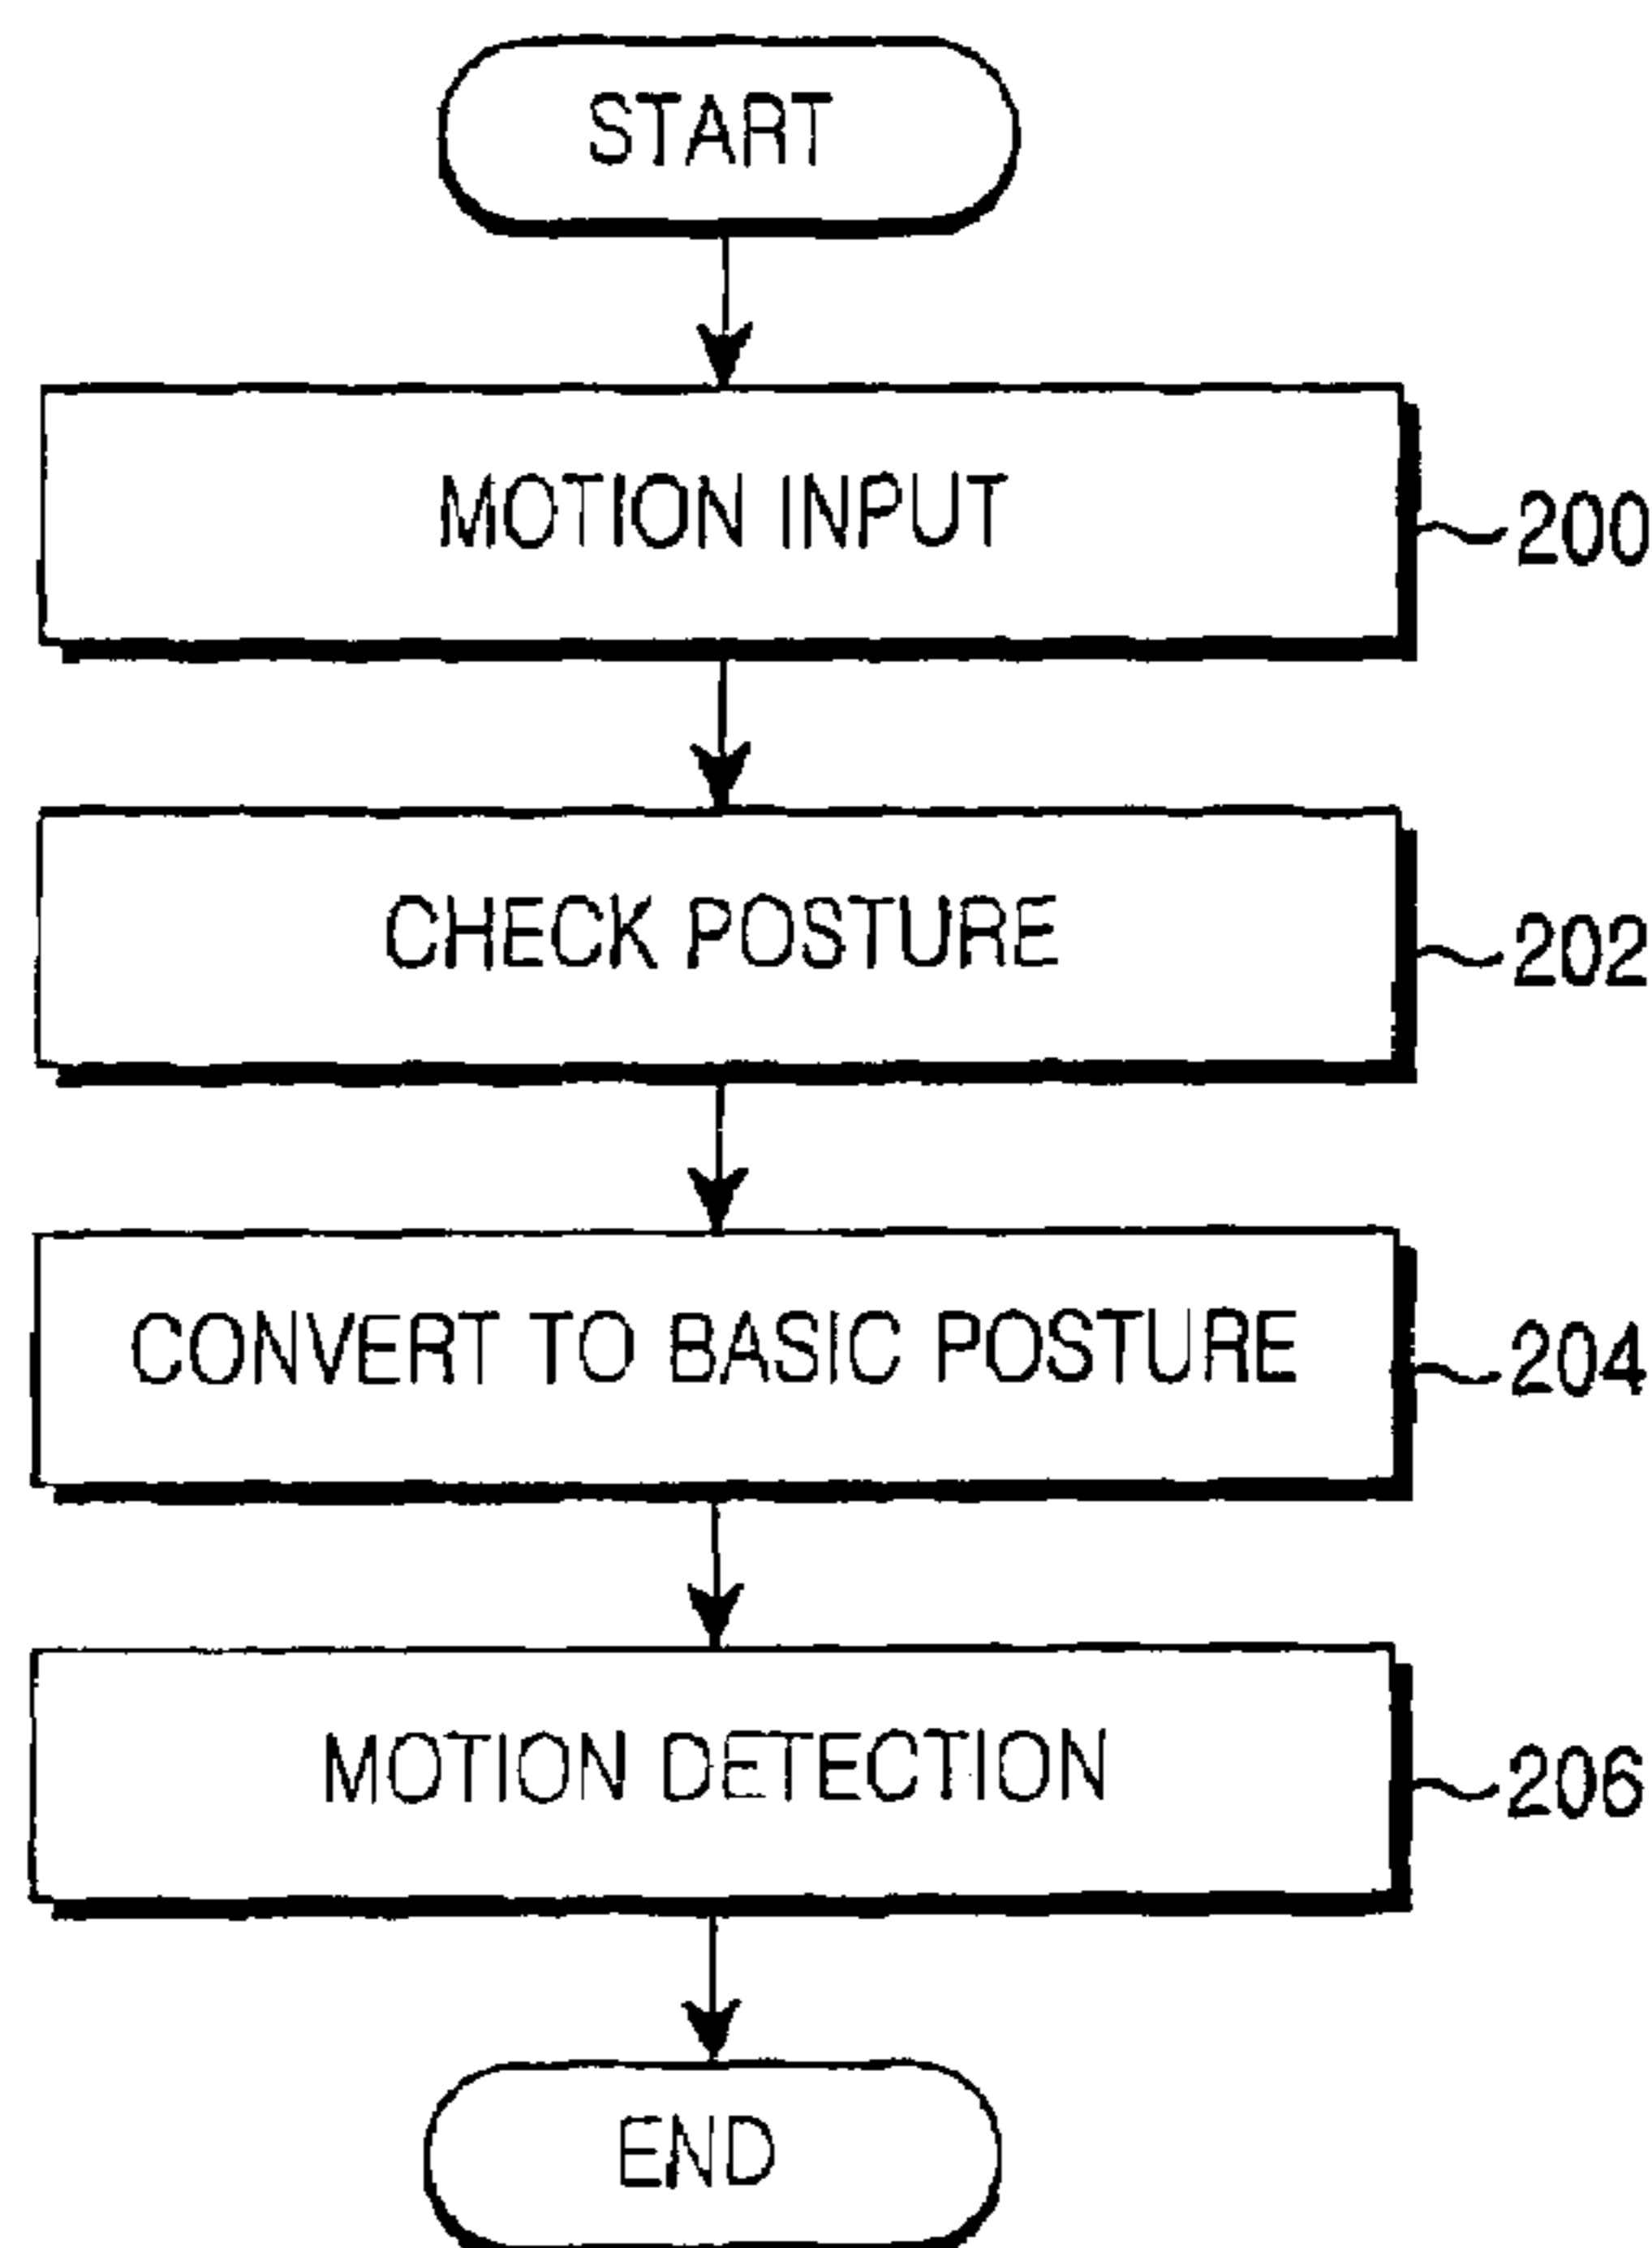 START
MOTION INPUT
200
CHECK POSTURE
202
CONVERT TO BASIC POSTURE
204
MOTION DETECTION
206
END